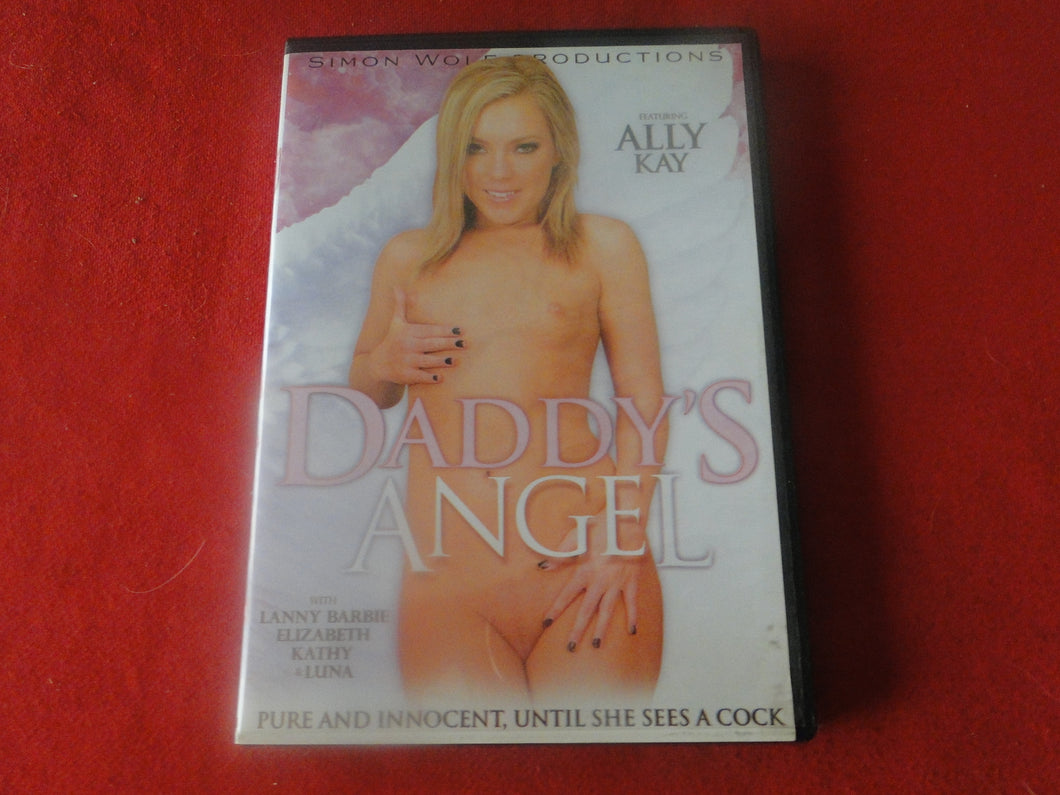 SIMON WOLF PRODUCTIONS
FEATURING
ALLY
KAY
DADDY'S
ANGEL
WITH
LANNY BARBIE
ELIZABETH
KATHY
& LUNA
PURE AND INNOCENT, UNTIL SHE SEES A COCK